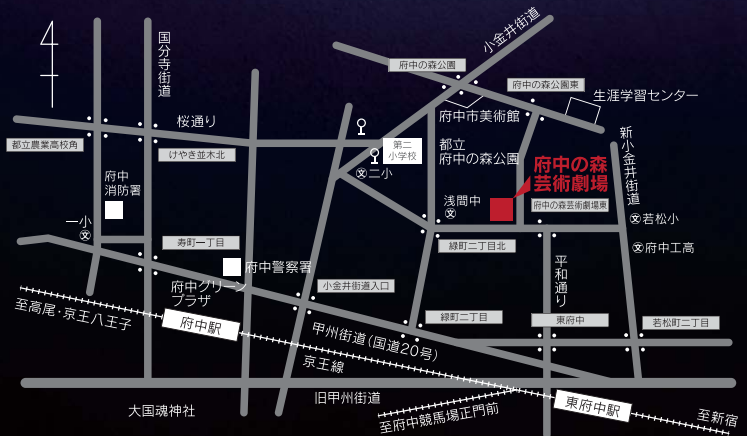 小金井街道
国分寺街道
府中の森公園
府中の森公園東
生涯学習センター
桜通り
都立農業高校角
けやき並木北
第二
小学校
府中市美術館
都立
府中の森公園
新小金井街道
府中の森
芸術劇場
文二小
府中
消防署
浅間中
文
府中の森芸術劇場東
文若松小
一小
文
寿町一丁目
緑町二丁目北
文府中工高
府中警察署
平和通り
府中グリーン
プラザ
小金井街道入口
至高尾・京王八王子
府中駅
甲州街道(国道20号)
緑町二丁目
東府中
若松町二丁目
京王線
旧甲州街道
大国魂神社
至府中競馬場正門前
東府中駅
至新宿